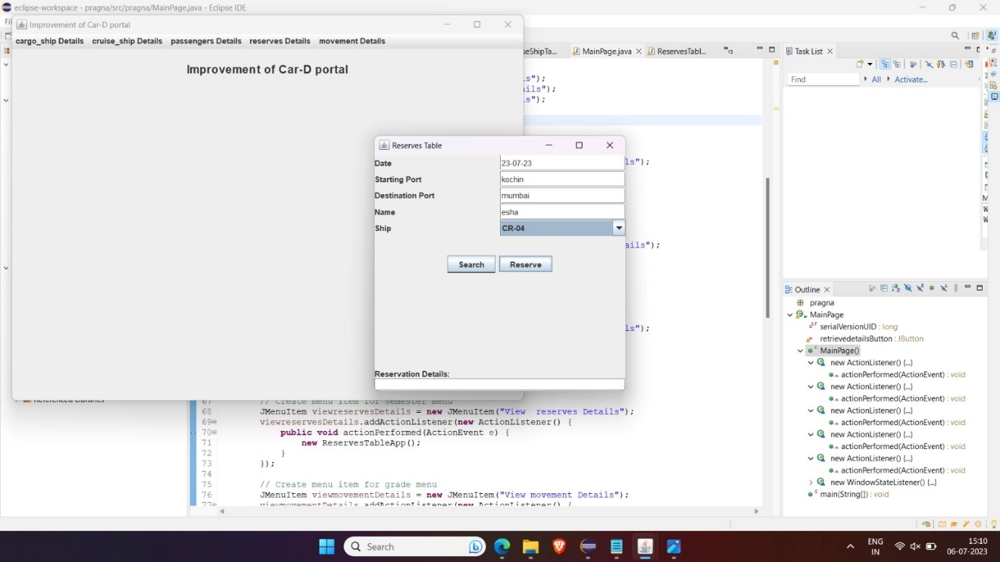 eclipse-workspace - pragna/src/pragna/MainPage.java - Eclipse IDE
Improvement of Car-D portal
cargo_ship Details cruise_ship Details passengers Details reserves Details movement Details
Improvement of Car-D portal
MainPage.java ReservesTabl... 13
Task List
Find All Activate...
s");
ils");
s");
ls");
ails");
ls");
Reserves Table
Date 23-07-23
Starting Port kochin
Destination Port mumbai
Name esha
Ship CR-04
Search Reserve
Reservation Details:
67 // Create menu item for semester menu
68 JMenuItem viewreservesDetails = new JMenuItem("View  reserves Details");
69 viewreservesDetails.addActionListener(new ActionListener() {
70 public void actionPerformed(ActionEvent e) {
71 new ReservesTableApp();
72 }
73 });
74
75 // Create menu item for grade menu
76 JMenuItem viewmovementDetails = new JMenuItem("View movement Details");
77 viewmovementDetails.addActionListener(new ActionListener() {
Outline
pragna
MainPage
serialVersionUID : long
retrievedetailsButton : JButton
MainPage()
new ActionListener() {...}
actionPerformed(ActionEvent) : void
new ActionListener() {...}
actionPerformed(ActionEvent) : void
new ActionListener() {...}
actionPerformed(ActionEvent) : void
new ActionListener() {...}
actionPerformed(ActionEvent) : void
new ActionListener() {...}
actionPerformed(ActionEvent) : void
new WindowStateListener() {...}
main(String[]) : void
Search
ENG
IN
15:10
06-07-2023